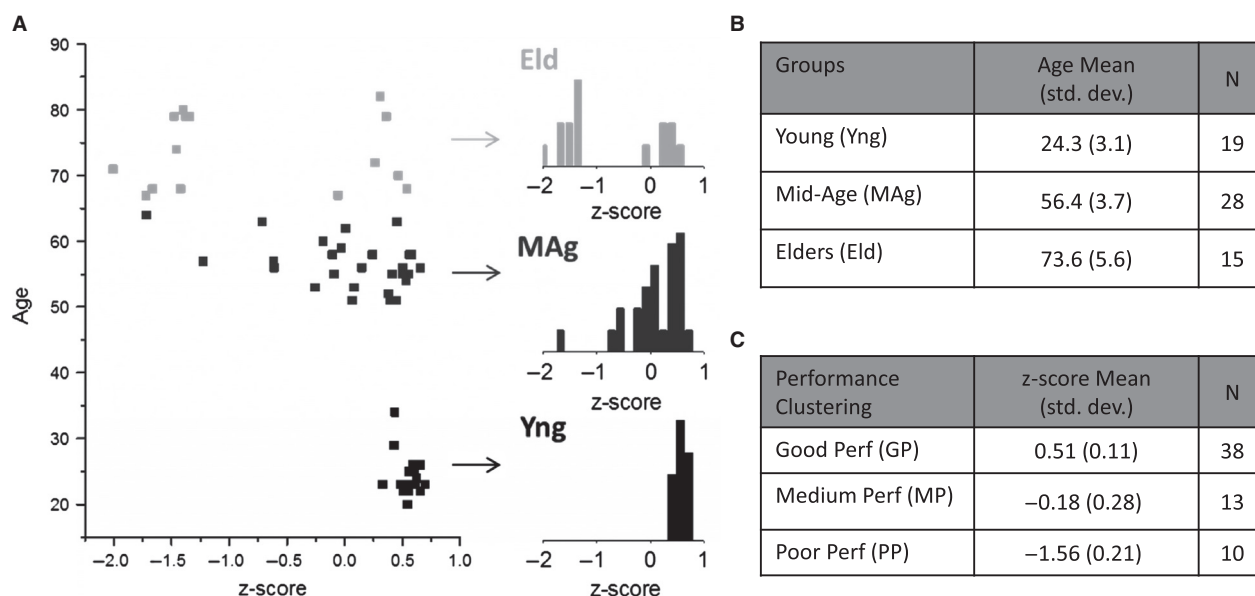 A
90
80
70
60
50
40
30
20
Age
−2.0 −1.5 −1.0 −0.5 0.0 0.5 1.0
z-score
Eld
−2 −1 0 1
z-score
MAg
−2 −1 0 1
z-score
Yng
−2 −1 0 1
z-score
B
Groups Age Mean N
(std. dev.)
Young (Yng) 24.3 (3.1) 19
Mid-Age (MAg) 56.4 (3.7) 28
Elders (Eld) 73.6 (5.6) 15
C
Performance z-score Mean N
Clustering (std. dev.)
Good Perf (GP) 0.51 (0.11) 38
Medium Perf (MP) −0.18 (0.28) 13
Poor Perf (PP) −1.56 (0.21) 10